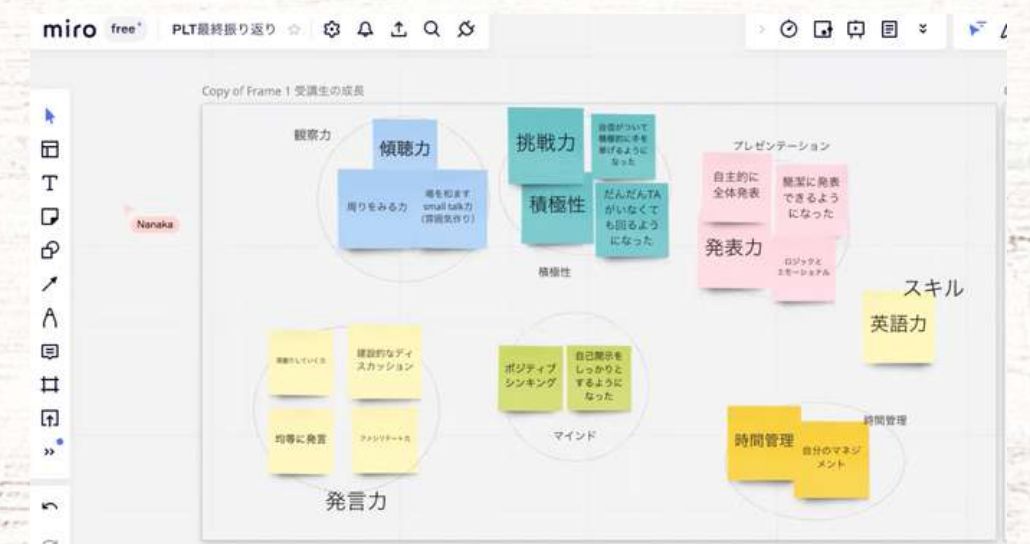 miro free
PLT最終振り返り
Copy of Frame 1 受講生の成長
Nanaka
観察力
傾聴力
周りをみる力
場を和ます
small talk力
(雰囲気作り)
挑戦力
自信がついて
積極的に手を
挙げるように
なった
積極性
だんだんTA
がいなくて
も回るよう
になった
積極性
プレゼンテーション
自主的に
全体発表
簡潔に発表
できるよう
になった
発表力
ロジックと
エモーショナル
スキル
英語力
建設的なディ
スカッション
均等に発言
ファシリテート力
発言力
ポジティブ
シンキング
自己開示を
しっかりと
するように
なった
マインド
時間管理
時間管理
自分のマネジ
メント